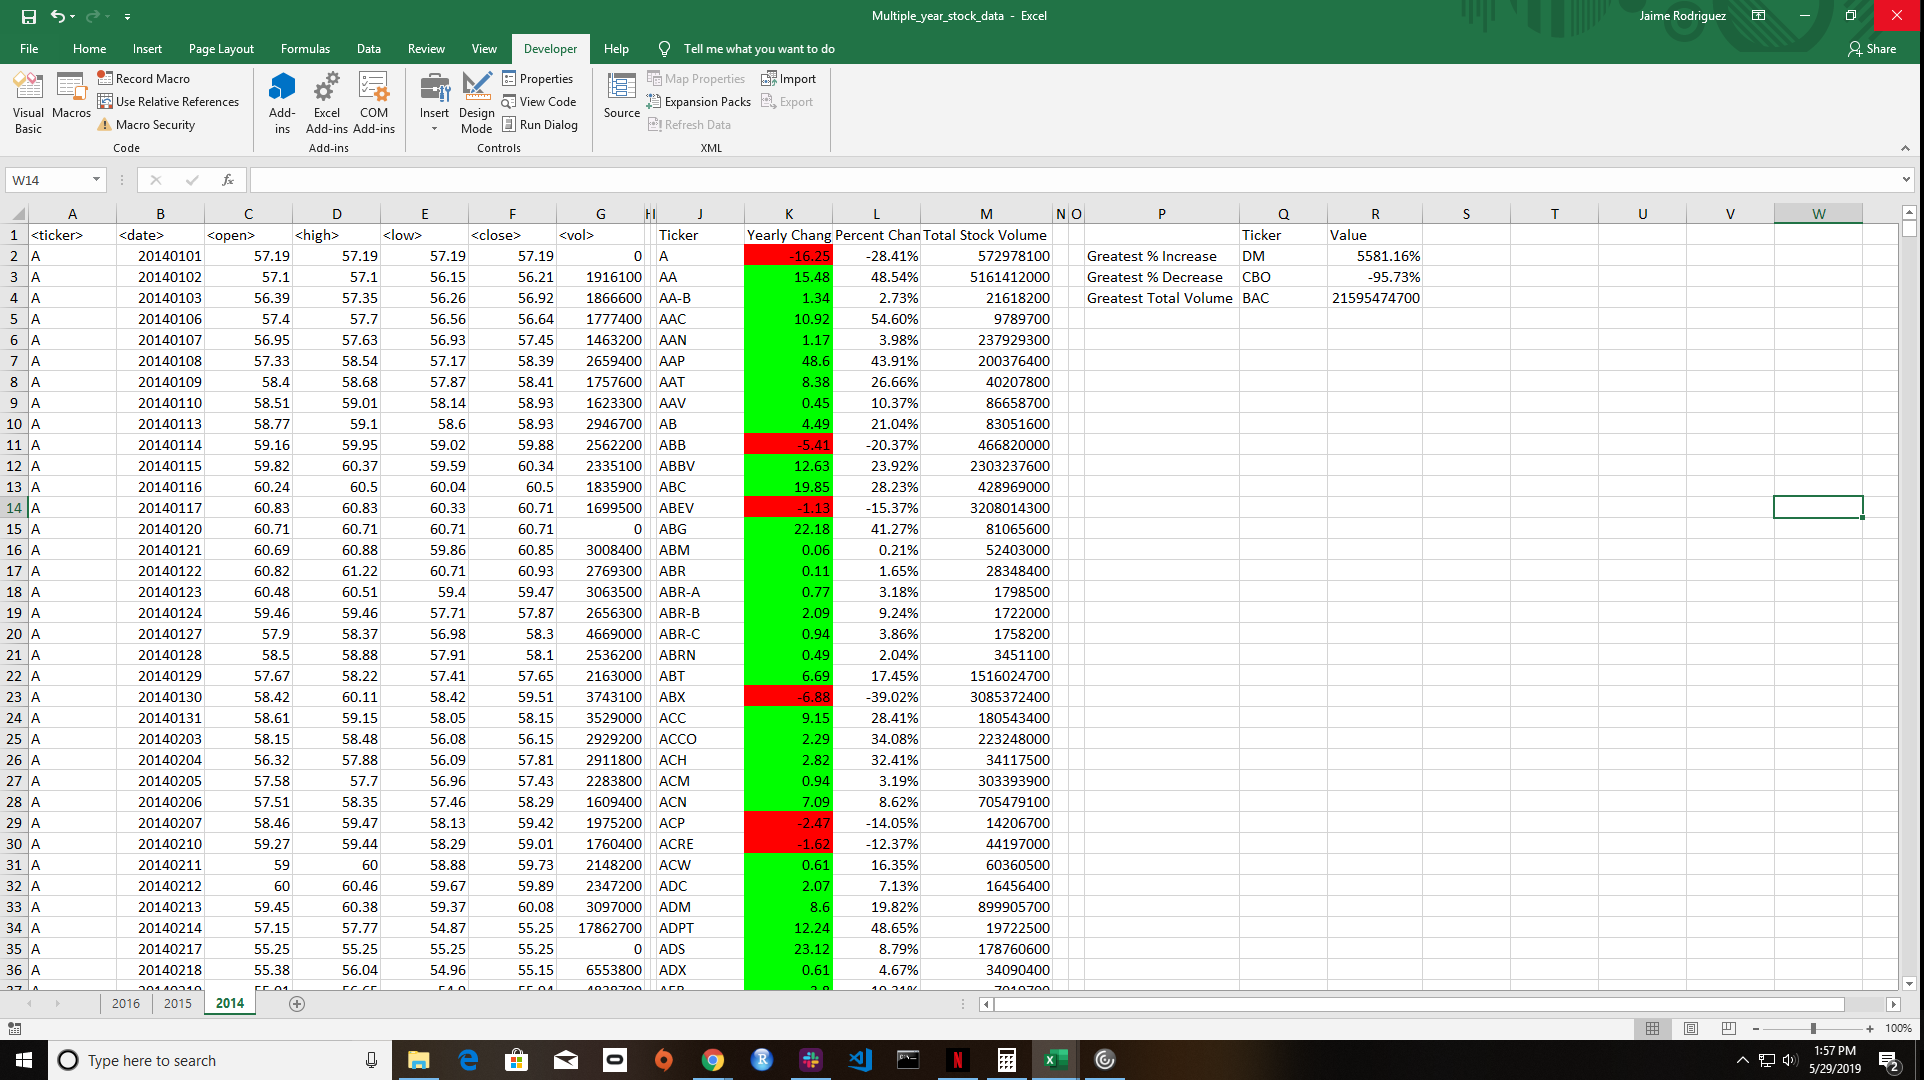 Multiple_year_stock_data - Excel
Jaime Rodriguez
File Home Insert Page Layout Formulas Data Review View Developer Help Tell me what you want to do Share
Visual Basic
Macros
Record Macro
Use Relative References
Macro Security
Code
Add-ins
Excel Add-ins
COM Add-ins
Add-ins
Insert
Design Mode
Properties
View Code
Run Dialog
Controls
Source
Map Properties
Expansion Packs
Refresh Data
Import
Export
XML
W14
fx
A B C D E F G H I J K L M N O P Q R S T U V W
1 <ticker> <date> <open> <high> <low> <close> <vol> Ticker Yearly Chang Percent Chan Total Stock Volume Ticker Value
2 A 20140101 57.19 57.19 57.19 57.19 0 A -16.25 -28.41% 572978100 Greatest % Increase DM 5581.16%
3 A 20140102 57.1 57.1 56.15 56.21 1916100 AA 15.48 48.54% 5161412000 Greatest % Decrease CBO -95.73%
4 A 20140103 56.39 57.35 56.26 56.92 1866600 AA-B 1.34 2.73% 21618200 Greatest Total Volume BAC 21595474700
5 A 20140106 57.4 57.7 56.56 56.64 1777400 AAC 10.92 54.60% 9789700
6 A 20140107 56.95 57.63 56.93 57.45 1463200 AAN 1.17 3.98% 237929300
7 A 20140108 57.33 58.54 57.17 58.39 2659400 AAP 48.6 43.91% 200376400
8 A 20140109 58.4 58.68 57.87 58.41 1757600 AAT 8.38 26.66% 40207800
9 A 20140110 58.51 59.01 58.14 58.93 1623300 AAV 0.45 10.37% 86658700
10 A 20140113 58.77 59.1 58.6 58.93 2946700 AB 4.49 21.04% 83051600
11 A 20140114 59.16 59.95 59.02 59.88 2562200 ABB -5.41 -20.37% 466820000
12 A 20140115 59.82 60.37 59.59 60.34 2335100 ABBV 12.63 23.92% 2303237600
13 A 20140116 60.24 60.5 60.04 60.5 1835900 ABC 19.85 28.23% 428969000
14 A 20140117 60.83 60.83 60.33 60.71 1699500 ABEV -1.13 -15.37% 3208014300
15 A 20140120 60.71 60.71 60.71 60.71 0 ABG 22.18 41.27% 81065600
16 A 20140121 60.69 60.88 59.86 60.85 3008400 ABM 0.06 0.21% 52403000
17 A 20140122 60.82 61.22 60.71 60.93 2769300 ABR 0.11 1.65% 28348400
18 A 20140123 60.48 60.51 59.4 59.47 3063500 ABR-A 0.77 3.18% 1798500
19 A 20140124 59.46 59.46 57.71 57.87 2656300 ABR-B 2.09 9.24% 1722000
20 A 20140127 57.9 58.37 56.98 58.3 4669000 ABR-C 0.94 3.86% 1758200
21 A 20140128 58.5 58.88 57.91 58.1 2536200 ABRN 0.49 2.04% 3451100
22 A 20140129 57.67 58.22 57.41 57.65 2163000 ABT 6.69 17.45% 1516024700
23 A 20140130 58.42 60.11 58.42 59.51 3743100 ABX -6.88 -39.02% 3085372400
24 A 20140131 58.61 59.15 58.05 58.15 3529000 ACC 9.15 28.41% 180543400
25 A 20140203 58.15 58.48 56.08 56.15 2929200 ACCO 2.29 34.08% 223248000
26 A 20140204 56.32 57.88 56.09 57.81 2911800 ACH 2.82 32.41% 34117500
27 A 20140205 57.58 57.7 56.96 57.43 2283800 ACM 0.94 3.19% 303393900
28 A 20140206 57.51 58.35 57.46 58.29 1609400 ACN 7.09 8.62% 705479100
29 A 20140207 58.46 59.47 58.13 59.42 1975200 ACP -2.47 -14.05% 14206700
30 A 20140210 59.27 59.44 58.29 59.01 1760400 ACRE -1.62 -12.37% 44197000
31 A 20140211 59 60 58.88 59.73 2148200 ACW 0.61 16.35% 60360500
32 A 20140212 60 60.46 59.67 59.89 2347200 ADC 2.07 7.13% 16456400
33 A 20140213 59.45 60.38 59.37 60.08 3097000 ADM 8.6 19.82% 899905700
34 A 20140214 57.15 57.77 54.87 55.25 17862700 ADPT 12.24 48.65% 19722500
35 A 20140217 55.25 55.25 55.25 55.25 0 ADS 23.12 8.79% 178760600
36 A 20140218 55.38 56.04 54.96 55.15 6553800 ADX 0.61 4.67% 34090400
2016 2015 2014
100%
Type here to search
1:57 PM
5/29/2019
2